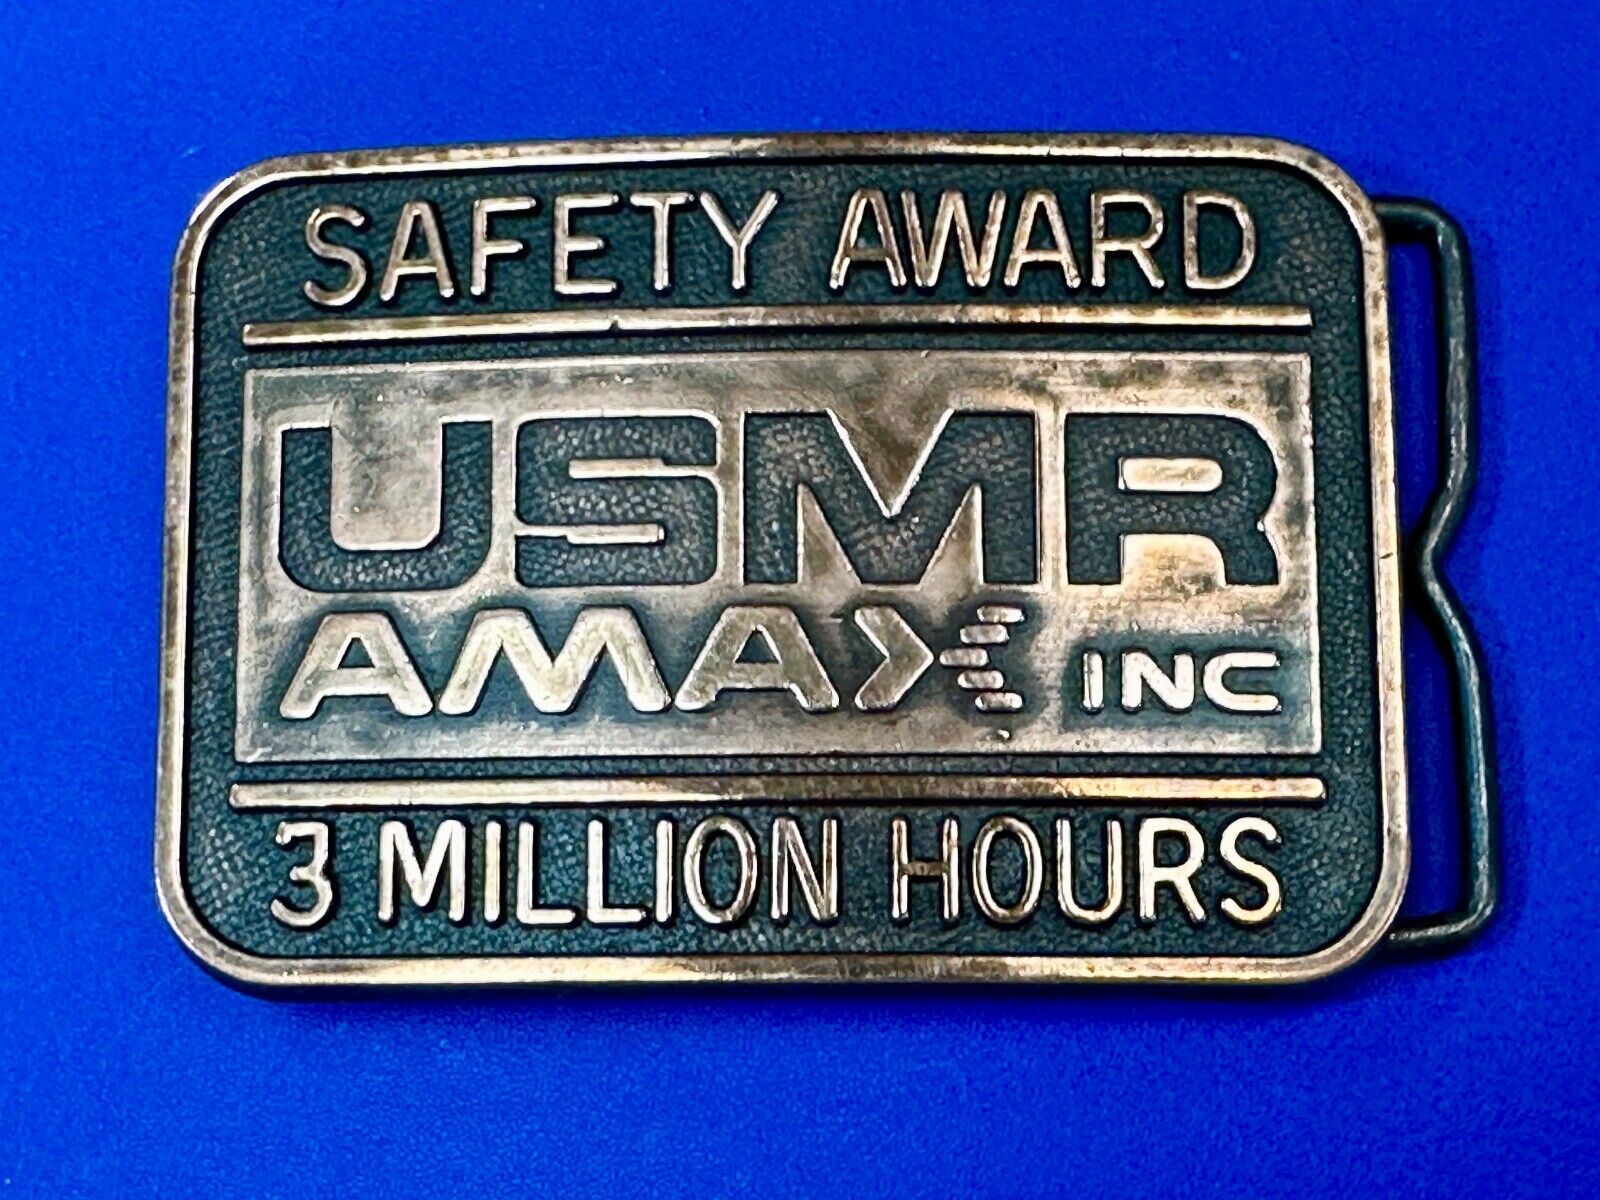 SAFETY AWARD
USMR
AMAX INC
3 MILLION HOURS